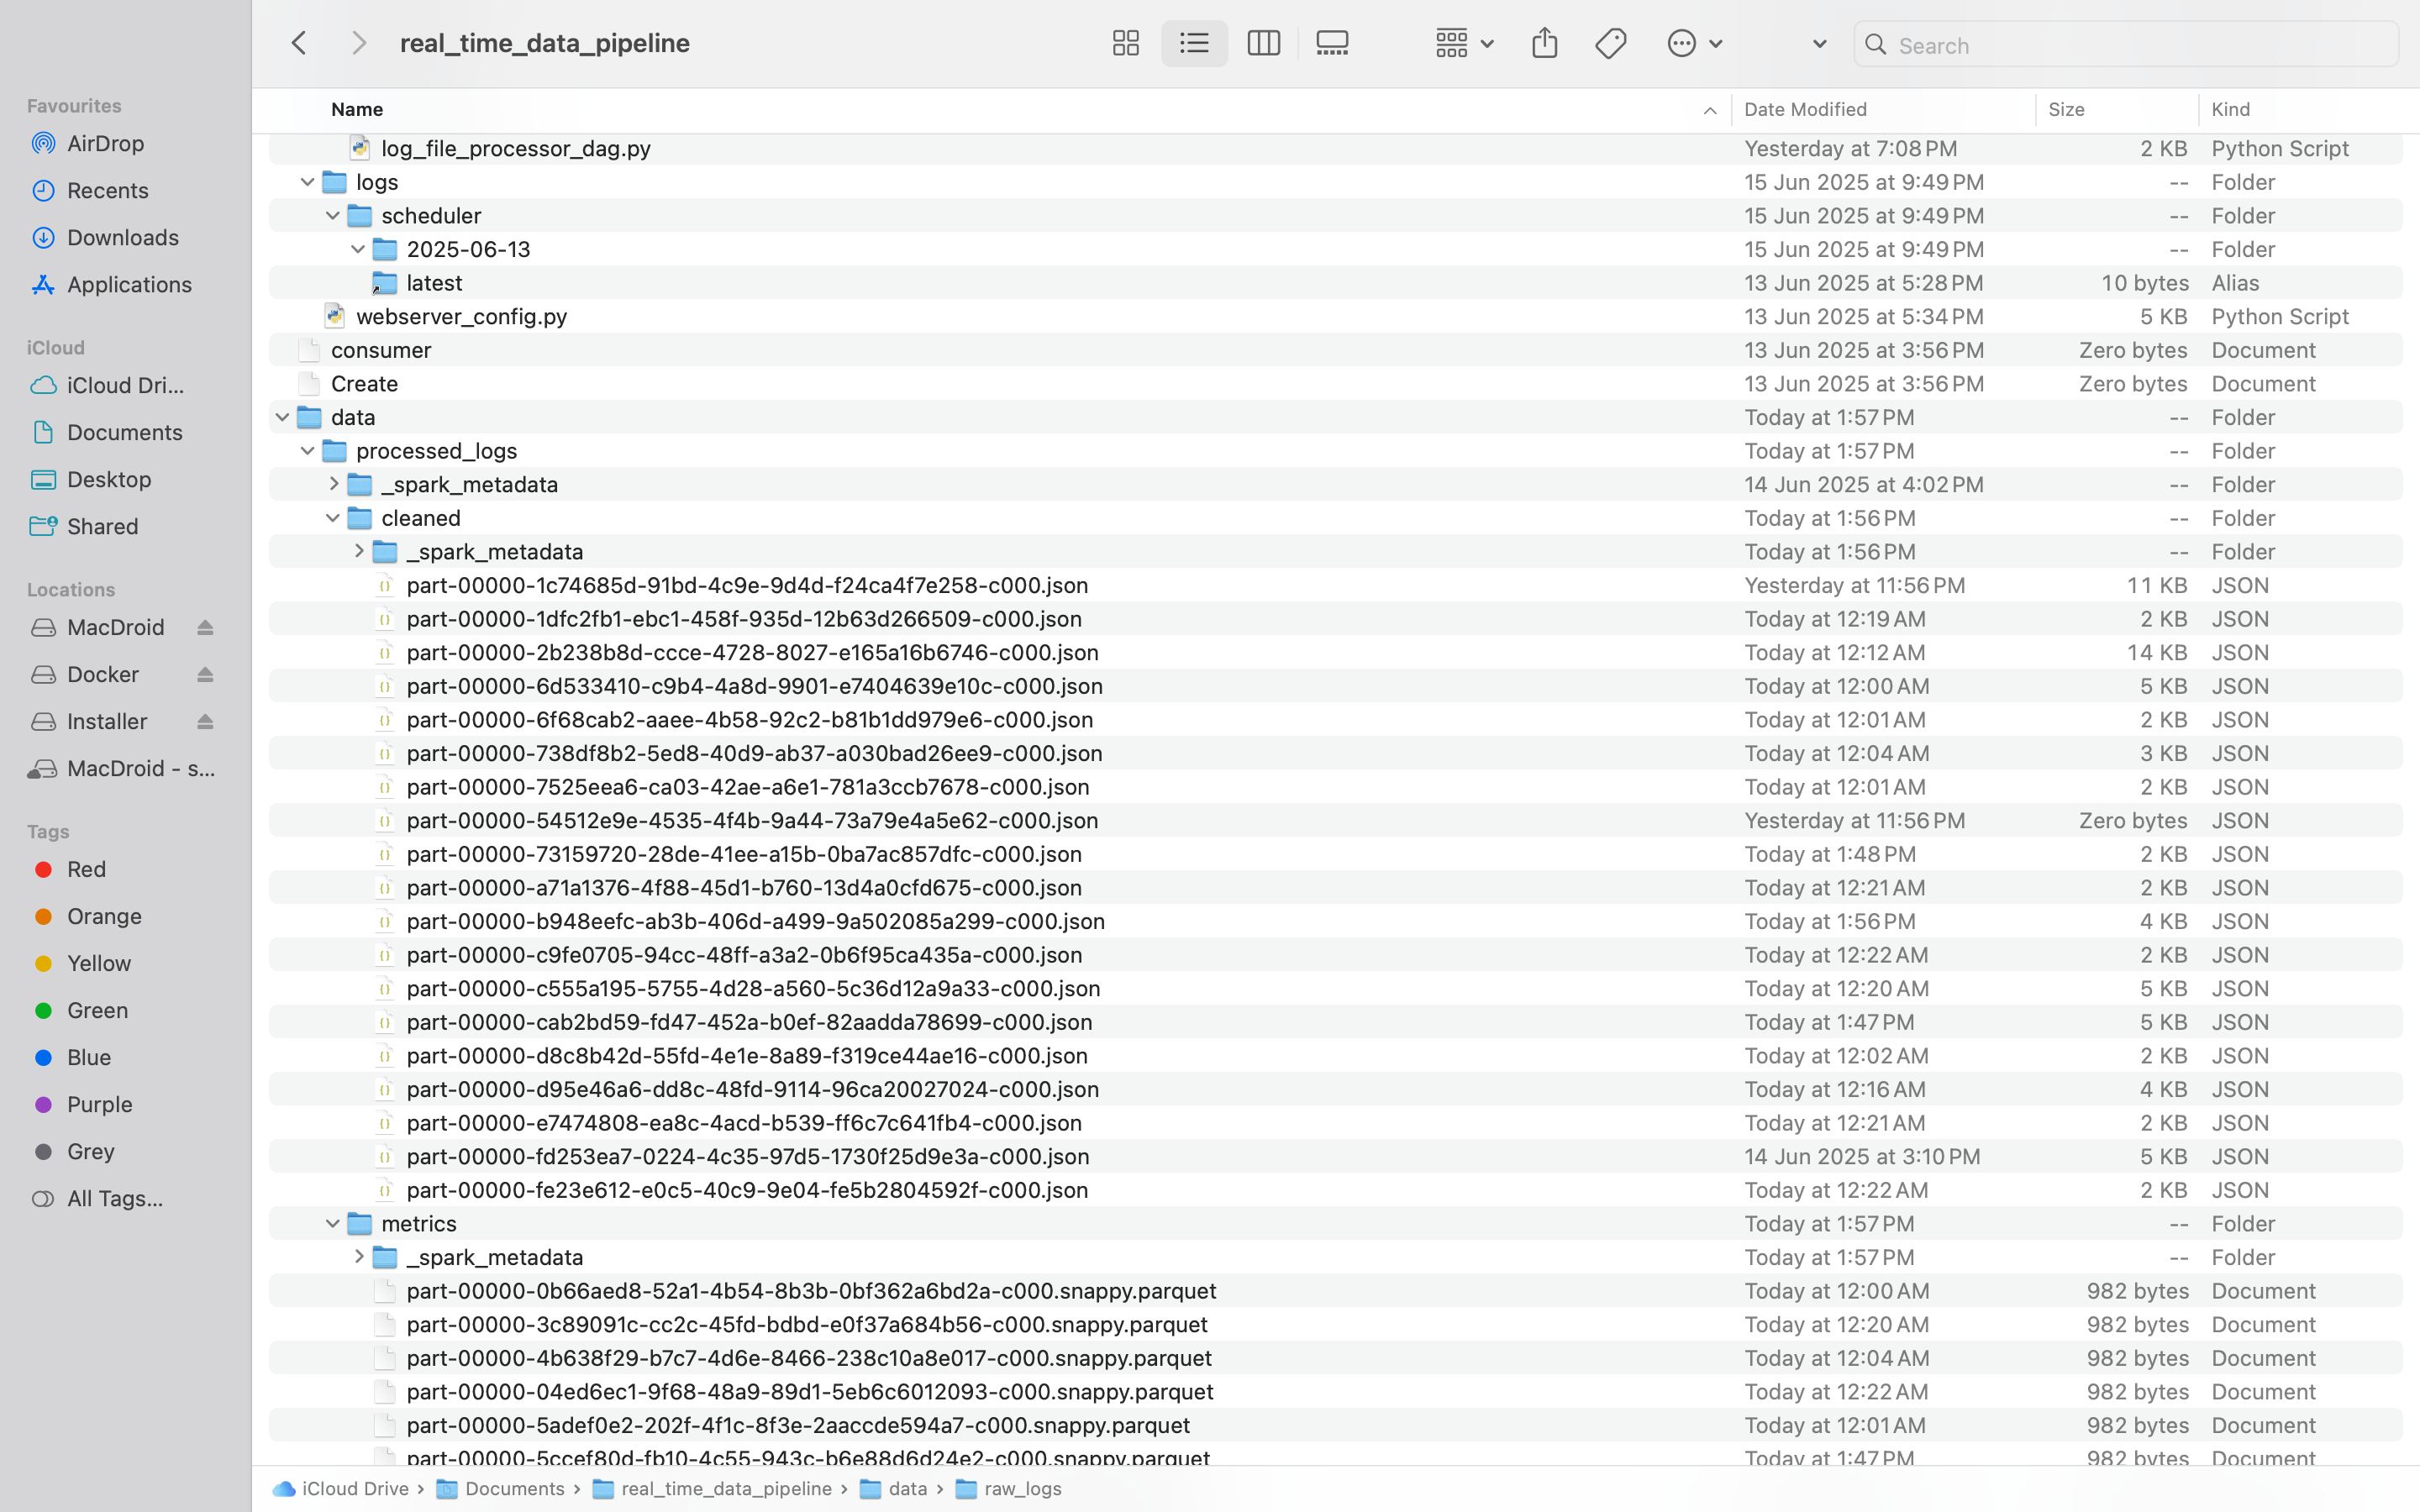 real_time_data_pipeline
Search
Favourites
AirDrop
Recents
Downloads
Applications
iCloud
iCloud Dri...
Documents
Desktop
Shared
Locations
MacDroid
Docker
Installer
MacDroid - s...
Tags
Red
Orange
Yellow
Green
Blue
Purple
Grey
All Tags...
Name Date Modified Size Kind
log_file_processor_dag.py Yesterday at 7:08 PM 2 KB Python Script
logs 15 Jun 2025 at 9:49 PM -- Folder
scheduler 15 Jun 2025 at 9:49 PM -- Folder
2025-06-13 15 Jun 2025 at 9:49 PM -- Folder
latest 13 Jun 2025 at 5:28 PM 10 bytes Alias
webserver_config.py 13 Jun 2025 at 5:34 PM 5 KB Python Script
consumer 13 Jun 2025 at 3:56 PM Zero bytes Document
Create 13 Jun 2025 at 3:56 PM Zero bytes Document
data Today at 1:57 PM -- Folder
processed_logs Today at 1:57 PM -- Folder
_spark_metadata 14 Jun 2025 at 4:02 PM -- Folder
cleaned Today at 1:56 PM -- Folder
_spark_metadata Today at 1:56 PM -- Folder
part-00000-1c74685d-91bd-4c9e-9d4d-f24ca4f7e258-c000.json Yesterday at 11:56 PM 11 KB JSON
part-00000-1dfc2fb1-ebc1-458f-935d-12b63d266509-c000.json Today at 12:19 AM 2 KB JSON
part-00000-2b238b8d-ccce-4728-8027-e165a16b6746-c000.json Today at 12:12 AM 14 KB JSON
part-00000-6d533410-c9b4-4a8d-9901-e7404639e10c-c000.json Today at 12:00 AM 5 KB JSON
part-00000-6f68cab2-aaee-4b58-92c2-b81b1dd979e6-c000.json Today at 12:01 AM 2 KB JSON
part-00000-738df8b2-5ed8-40d9-ab37-a030bad26ee9-c000.json Today at 12:04 AM 3 KB JSON
part-00000-7525eea6-ca03-42ae-a6e1-781a3ccb7678-c000.json Today at 12:01 AM 2 KB JSON
part-00000-54512e9e-4535-4f4b-9a44-73a79e4a5e62-c000.json Yesterday at 11:56 PM Zero bytes JSON
part-00000-73159720-28de-41ee-a15b-0ba7ac857dfc-c000.json Today at 1:48 PM 2 KB JSON
part-00000-a71a1376-4f88-45d1-b760-13d4a0cfd675-c000.json Today at 12:21 AM 2 KB JSON
part-00000-b948eefc-ab3b-406d-a499-9a502085a299-c000.json Today at 1:56 PM 4 KB JSON
part-00000-c9fe0705-94cc-48ff-a3a2-0b6f95ca435a-c000.json Today at 12:22 AM 2 KB JSON
part-00000-c555a195-5755-4d28-a560-5c36d12a9a33-c000.json Today at 12:20 AM 5 KB JSON
part-00000-cab2bd59-fd47-452a-b0ef-82aadda78699-c000.json Today at 1:47 PM 5 KB JSON
part-00000-d8c8b42d-55fd-4e1e-8a89-f319ce44ae16-c000.json Today at 12:02 AM 2 KB JSON
part-00000-d95e46a6-dd8c-48fd-9114-96ca20027024-c000.json Today at 12:16 AM 4 KB JSON
part-00000-e7474808-ea8c-4acd-b539-ff6c7c641fb4-c000.json Today at 12:21 AM 2 KB JSON
part-00000-fd253ea7-0224-4c35-97d5-1730f25d9e3a-c000.json 14 Jun 2025 at 3:10 PM 5 KB JSON
part-00000-fe23e612-e0c5-40c9-9e04-fe5b2804592f-c000.json Today at 12:22 AM 2 KB JSON
metrics Today at 1:57 PM -- Folder
_spark_metadata Today at 1:57 PM -- Folder
part-00000-0b66aed8-52a1-4b54-8b3b-0bf362a6bd2a-c000.snappy.parquet Today at 12:00 AM 982 bytes Document
part-00000-3c89091c-cc2c-45fd-bdbd-e0f37a684b56-c000.snappy.parquet Today at 12:20 AM 982 bytes Document
part-00000-4b638f29-b7c7-4d6e-8466-238c10a8e017-c000.snappy.parquet Today at 12:04 AM 982 bytes Document
part-00000-04ed6ec1-9f68-48a9-89d1-5eb6c6012093-c000.snappy.parquet Today at 12:22 AM 982 bytes Document
part-00000-5adef0e2-202f-4f1c-8f3e-2aaccde594a7-c000.snappy.parquet Today at 12:01 AM 982 bytes Document
part-00000-5ccef80d-fb10-4c55-943c-b6e88d6d24e2-c000.snappy.parquet Today at 1:47 PM 982 bytes Document
iCloud Drive › Documents › real_time_data_pipeline › data › raw_logs